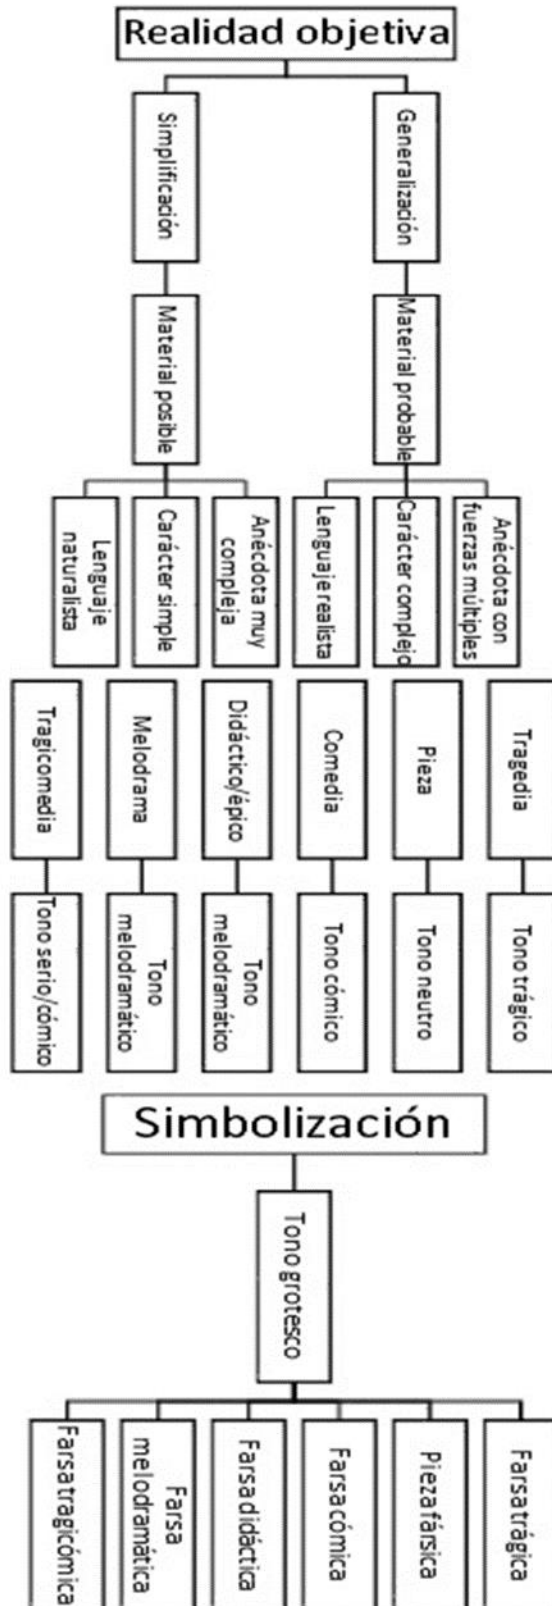 Realidad objetiva
Generalización
Simplificación
Material probable
Material posible
Anécdota con
fuerzas múltiples
Carácter complejo
Lenguaje realista
Anécdota muy
compleja
Carácter simple
Lenguaje
naturalista
Tragedia
Pieza
Comedia
Didáctico/épico
Melodrama
Tragicomedia
Tono trágico
Tono neutro
Tono cómico
Tono
melodramático
Tono
melodramático
Tono serio/cómico
Simbolización
Tono grotesco
Farsa trágica
Pieza fársica
Farsa cómica
Farsa didáctica
Farsa
melodramática
Farsa tragicómica